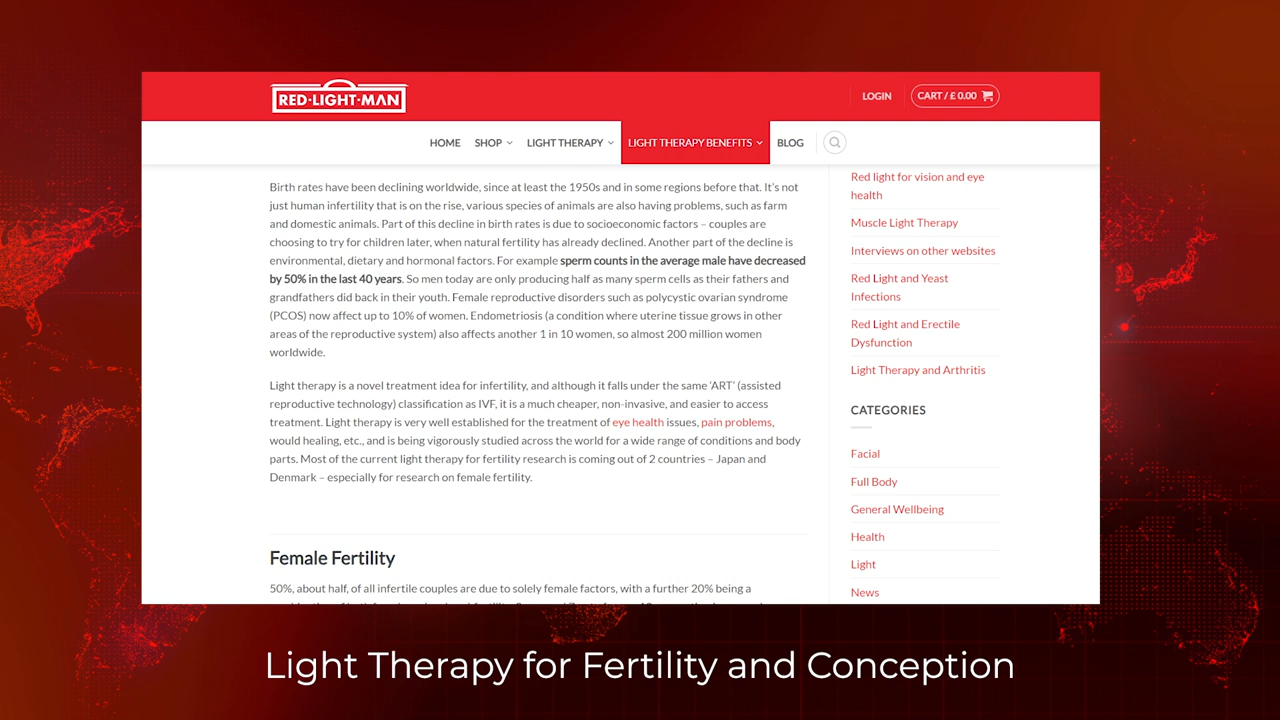 RED·LIGHT·MAN
LOGIN
CART / £ 0.00
HOME
SHOP
LIGHT THERAPY
LIGHT THERAPY BENEFITS
BLOG
Birth rates have been declining worldwide, since at least the 1950s and in some regions before that. It's not
just human infertility that is on the rise, various species of animals are also having problems, such as farm
and domestic animals. Part of this decline in birth rates is due to socioeconomic factors – couples are
choosing to try for children later, when natural fertility has already declined. Another part of the decline is
environmental, dietary and hormonal factors. For example sperm counts in the average male have decreased
by 50% in the last 40 years. So men today are only producing half as many sperm cells as their fathers and
grandfathers did back in their youth. Female reproductive disorders such as polycystic ovarian syndrome
(PCOS) now affect up to 10% of women. Endometriosis (a condition where uterine tissue grows in other
areas of the reproductive system) also affects another 1 in 10 women, so almost 200 million women
worldwide.
Light therapy is a novel treatment idea for infertility, and although it falls under the same 'ART' (assisted
reproductive technology) classification as IVF, it is a much cheaper, non-invasive, and easier to access
treatment. Light therapy is very well established for the treatment of eye health issues, pain problems,
would healing, etc., and is being vigorously studied across the world for a wide range of conditions and body
parts. Most of the current light therapy for fertility research is coming out of 2 countries – Japan and
Denmark – especially for research on female fertility.
Female Fertility
50%, about half, of all infertile couples are due to solely female factors, with a further 20% being a
Red light for vision and eye
health
Muscle Light Therapy
Interviews on other websites
Red Light and Yeast
Infections
Red Light and Erectile
Dysfunction
Light Therapy and Arthritis
CATEGORIES
Facial
Full Body
General Wellbeing
Health
Light
News
Light Therapy for Fertility and Conception